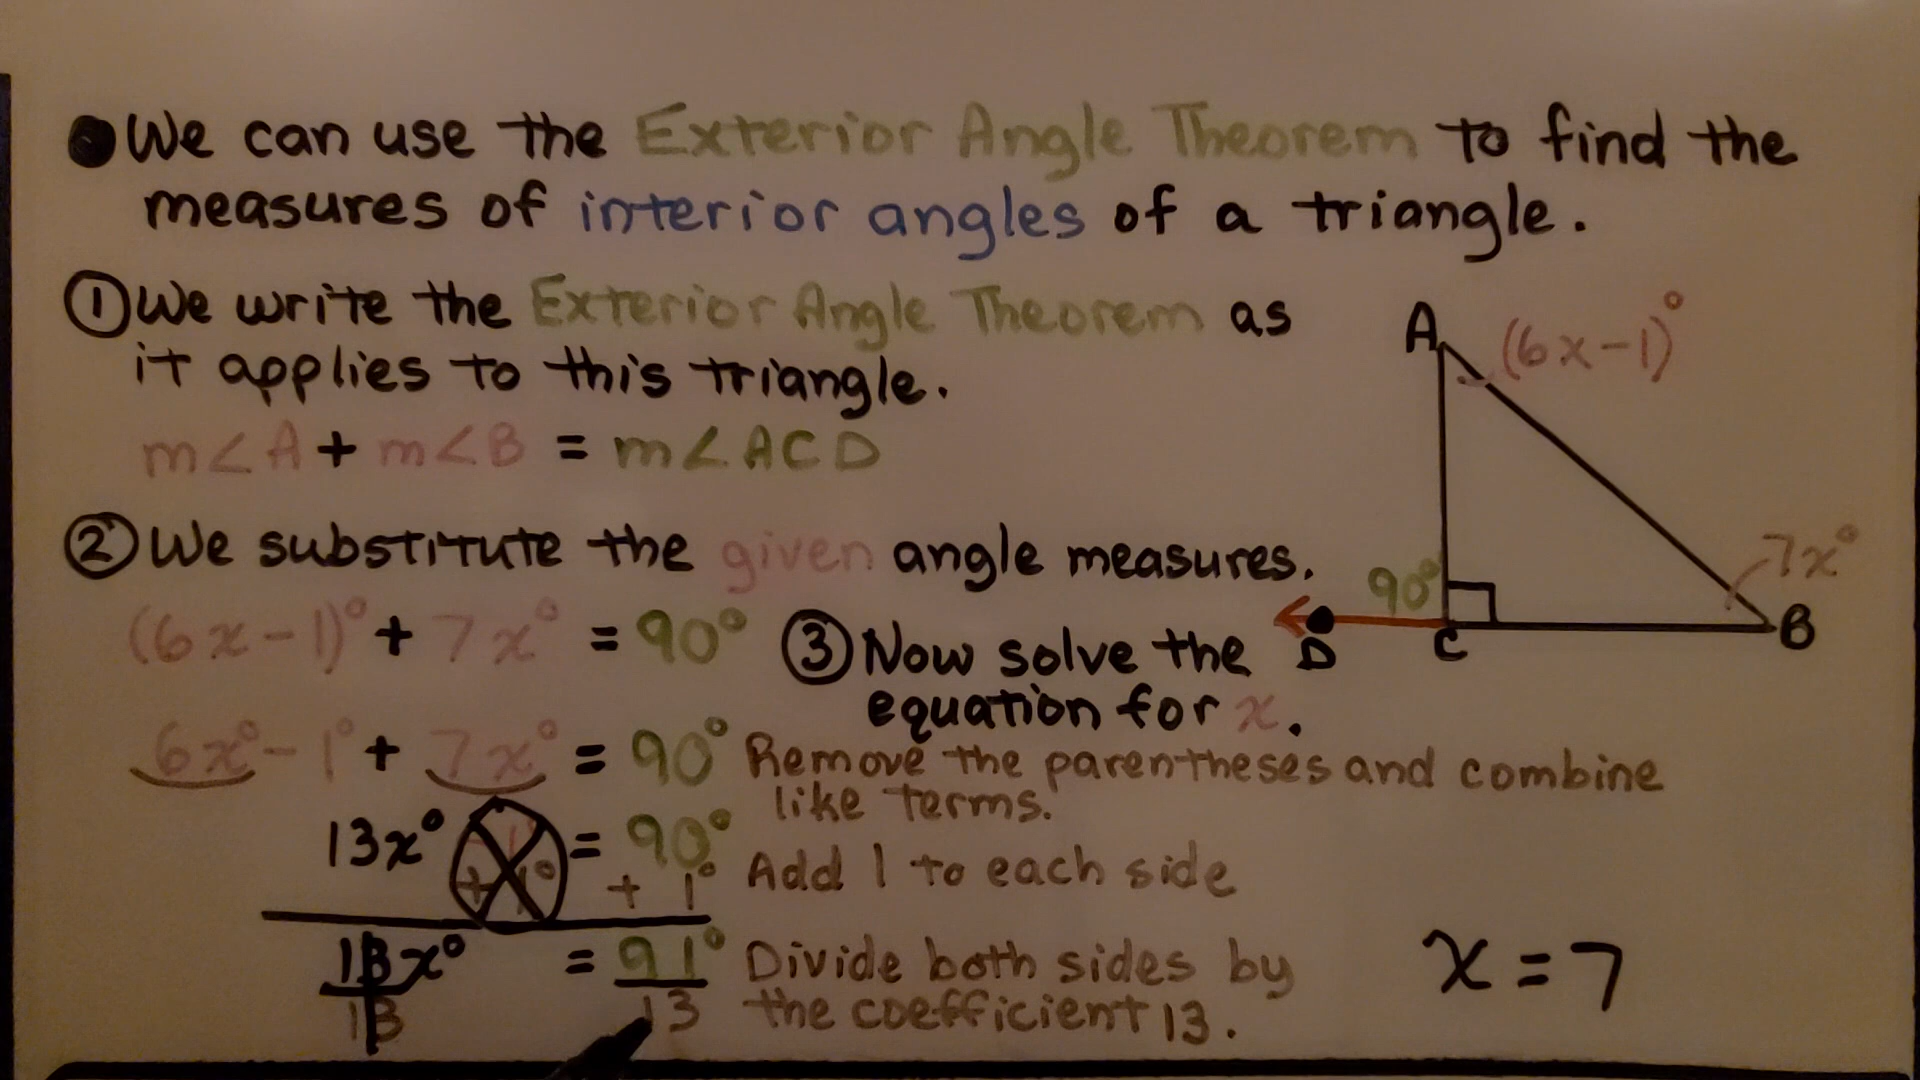 We can use the Exterior Angle Theorem to find the
measures of interior angles of a triangle.
① We write the Exterior Angle Theorem as
it applies to this triangle.
m∠A + m∠B = m∠ACD
A
(6x-1)°
② We substitute the given angle measures.
(6x-1)° + 7x° = 90°
90°
7x°
D
C
B
③ Now solve the
equation for x.
6x° - 1° + 7x° = 90° Remove the parentheses and combine
like terms.
13x° - 1° = 90°
+ 1° + 1° Add 1 to each side
13x° = 91° Divide both sides by
13 13 the coefficient 13.
x = 7